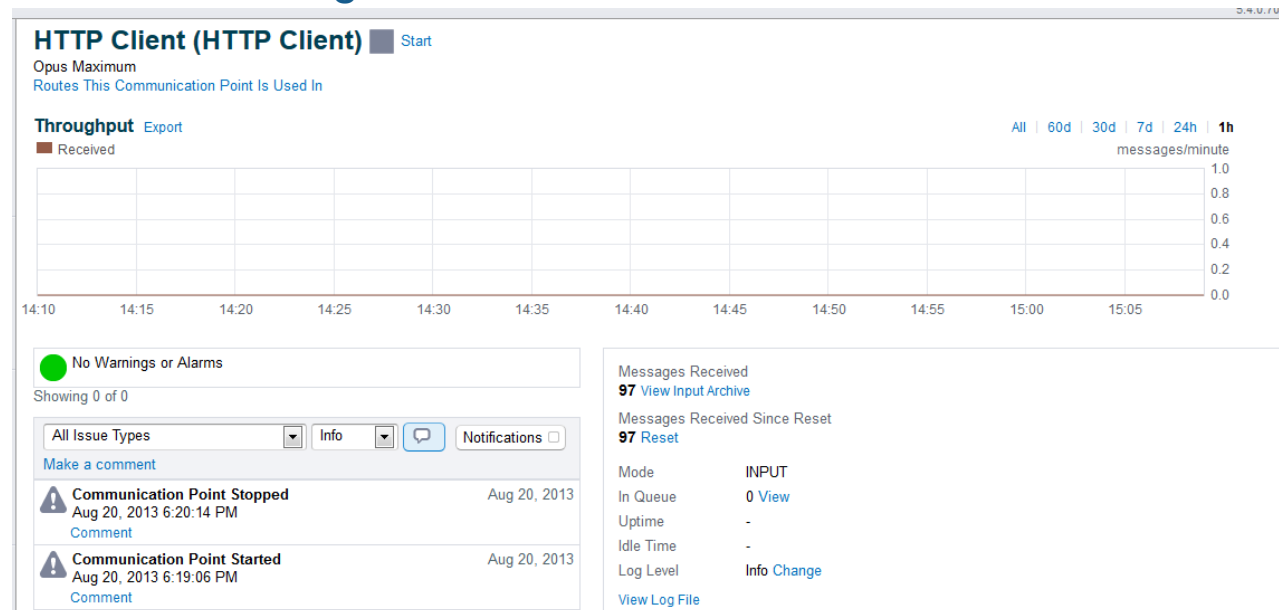 5.4.0.70
HTTP Client (HTTP Client) Start
Opus Maximum
Routes This Communication Point Is Used In
Throughput Export
All | 60d | 30d | 7d | 24h | 1h
Received
messages/minute
1.0
0.8
0.6
0.4
0.2
0.0
14:10 14:15 14:20 14:25 14:30 14:35 14:40 14:45 14:50 14:55 15:00 15:05
No Warnings or Alarms
Showing 0 of 0
All Issue Types Info Notifications
Make a comment
Communication Point Stopped Aug 20, 2013
Aug 20, 2013 6:20:14 PM
Comment
Communication Point Started Aug 20, 2013
Aug 20, 2013 6:19:06 PM
Comment
Messages Received
97 View Input Archive
Messages Received Since Reset
97 Reset
Mode INPUT
In Queue 0 View
Uptime -
Idle Time -
Log Level Info Change
View Log File